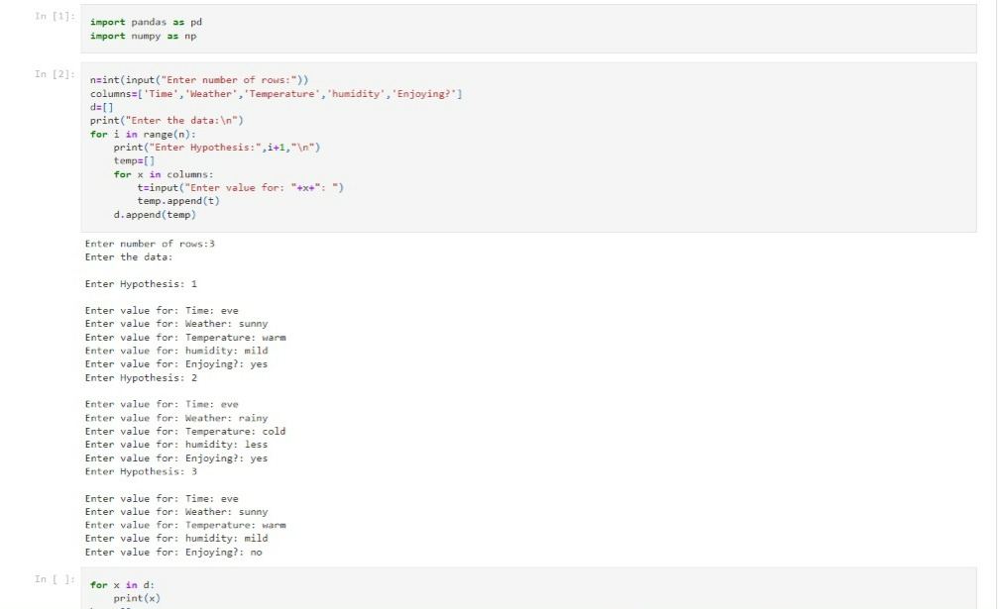 In [1]:
import pandas as pd
import numpy as np
In [2]:
n=int(input("Enter number of rows:"))
columns=['Time','Weather','Temperature','humidity','Enjoying?']
d=[]
print("Enter the data:\n")
for i in range(n):
    print("Enter Hypothesis:",i+1,"\n")
    temp=[]
    for x in columns:
        t=input("Enter value for: "+x+": ")
        temp.append(t)
    d.append(temp)
Enter number of rows:3
Enter the data:
Enter Hypothesis: 1
Enter value for: Time: eve
Enter value for: Weather: sunny
Enter value for: Temperature: warm
Enter value for: humidity: mild
Enter value for: Enjoying?: yes
Enter Hypothesis: 2
Enter value for: Time: eve
Enter value for: Weather: rainy
Enter value for: Temperature: cold
Enter value for: humidity: less
Enter value for: Enjoying?: yes
Enter Hypothesis: 3
Enter value for: Time: eve
Enter value for: Weather: sunny
Enter value for: Temperature: warm
Enter value for: humidity: mild
Enter value for: Enjoying?: no
In [ ]:
for x in d:
    print(x)